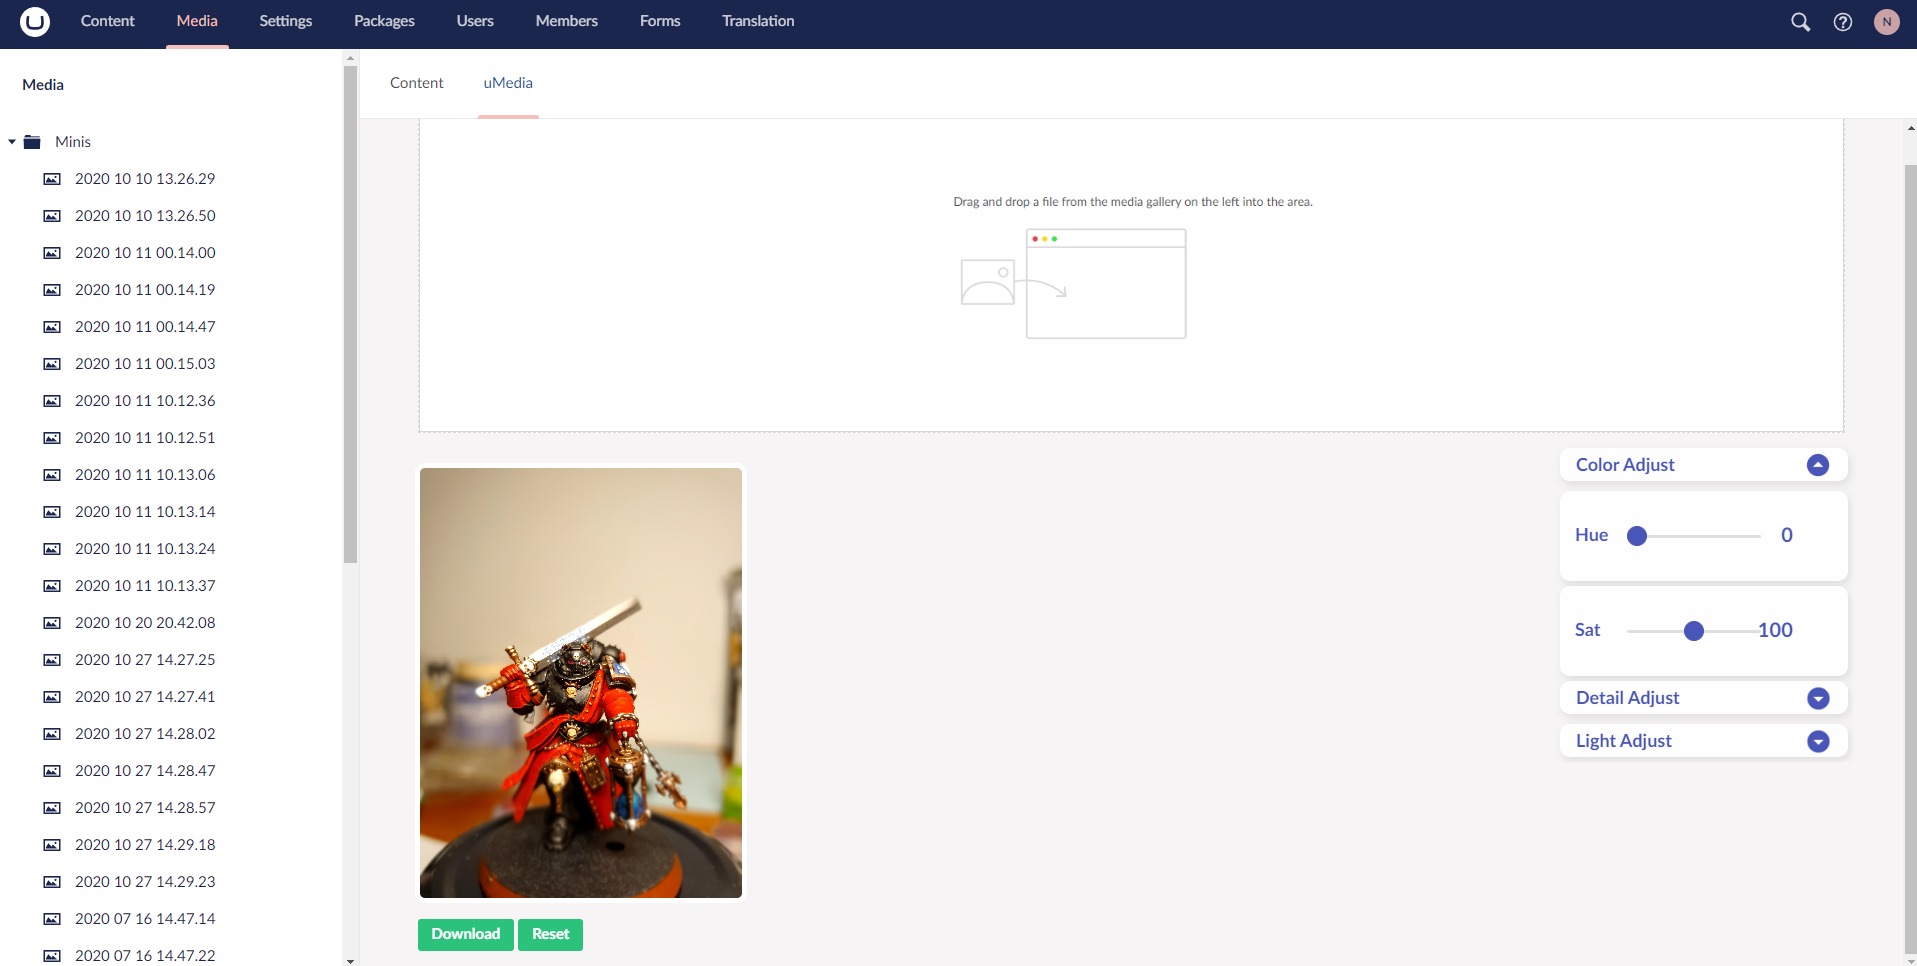 Content Media Settings Packages Users Members Forms Translation N
Media
Minis
2020 10 10 13.26.29
2020 10 10 13.26.50
2020 10 11 00.14.00
2020 10 11 00.14.19
2020 10 11 00.14.47
2020 10 11 00.15.03
2020 10 11 10.12.36
2020 10 11 10.12.51
2020 10 11 10.13.06
2020 10 11 10.13.14
2020 10 11 10.13.24
2020 10 11 10.13.37
2020 10 20 20.42.08
2020 10 27 14.27.25
2020 10 27 14.27.41
2020 10 27 14.28.02
2020 10 27 14.28.47
2020 10 27 14.28.57
2020 10 27 14.29.18
2020 10 27 14.29.23
2020 07 16 14.47.14
2020 07 16 14.47.22
Content uMedia
Drag and drop a file from the media gallery on the left into the area.
Color Adjust
Hue 0
Sat 100
Detail Adjust
Light Adjust
Download Reset